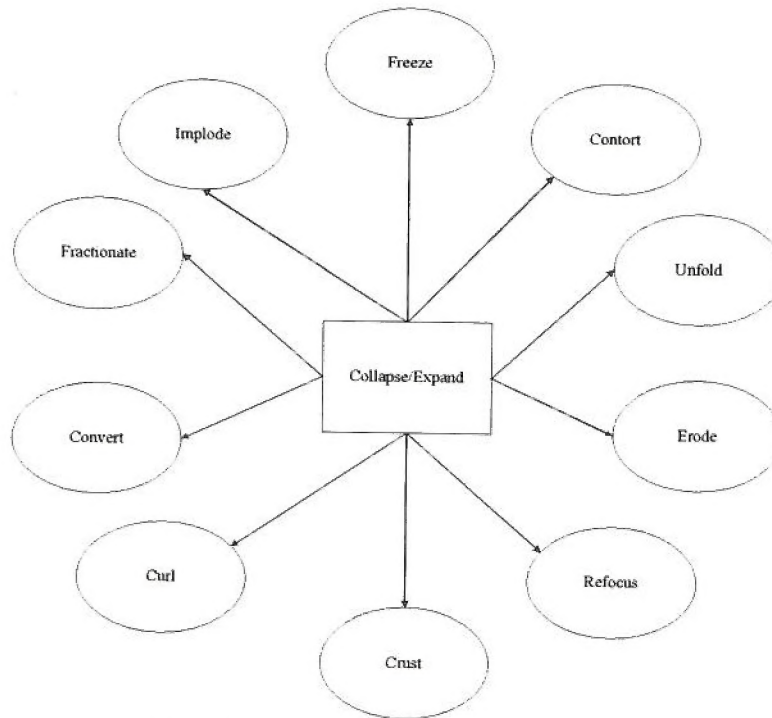 Freeze
Implode
Contort
Fractionate
Unfold
Collapse/Expand
Convert
Erode
Curl
Refocus
Crust